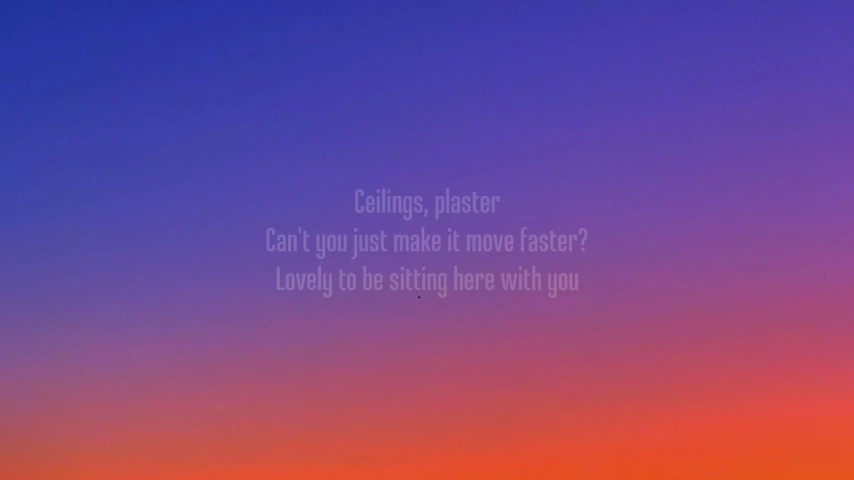 Ceilings, plaster
Can't you just make it move faster?
Lovely to be sitting here with you